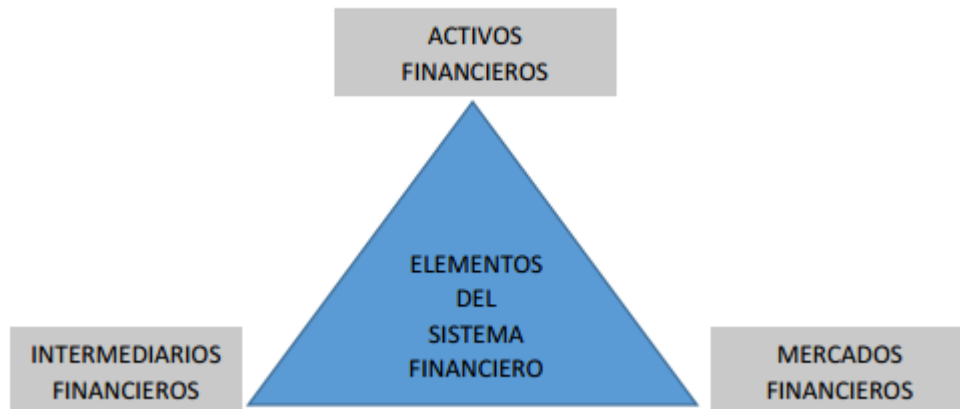 ACTIVOS
FINANCIEROS
ELEMENTOS
DEL
SISTEMA
FINANCIERO
INTERMEDIARIOS
FINANCIEROS
MERCADOS
FINANCIEROS